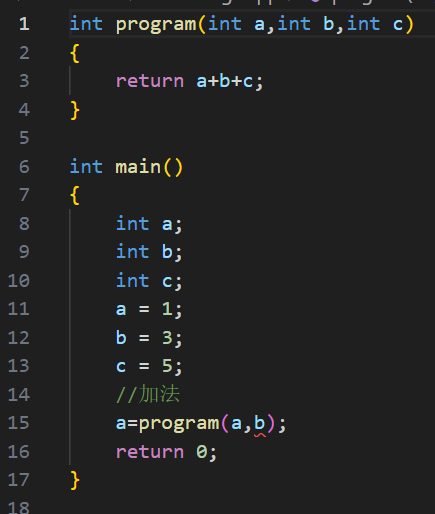 1 int program(int a,int b,int c)
2 {
3     return a+b+c;
4 }
5
6 int main()
7 {
8     int a;
9     int b;
10     int c;
11     a = 1;
12     b = 3;
13     c = 5;
14     //加法
15     a=program(a,b);
16     return 0;
17 }
18